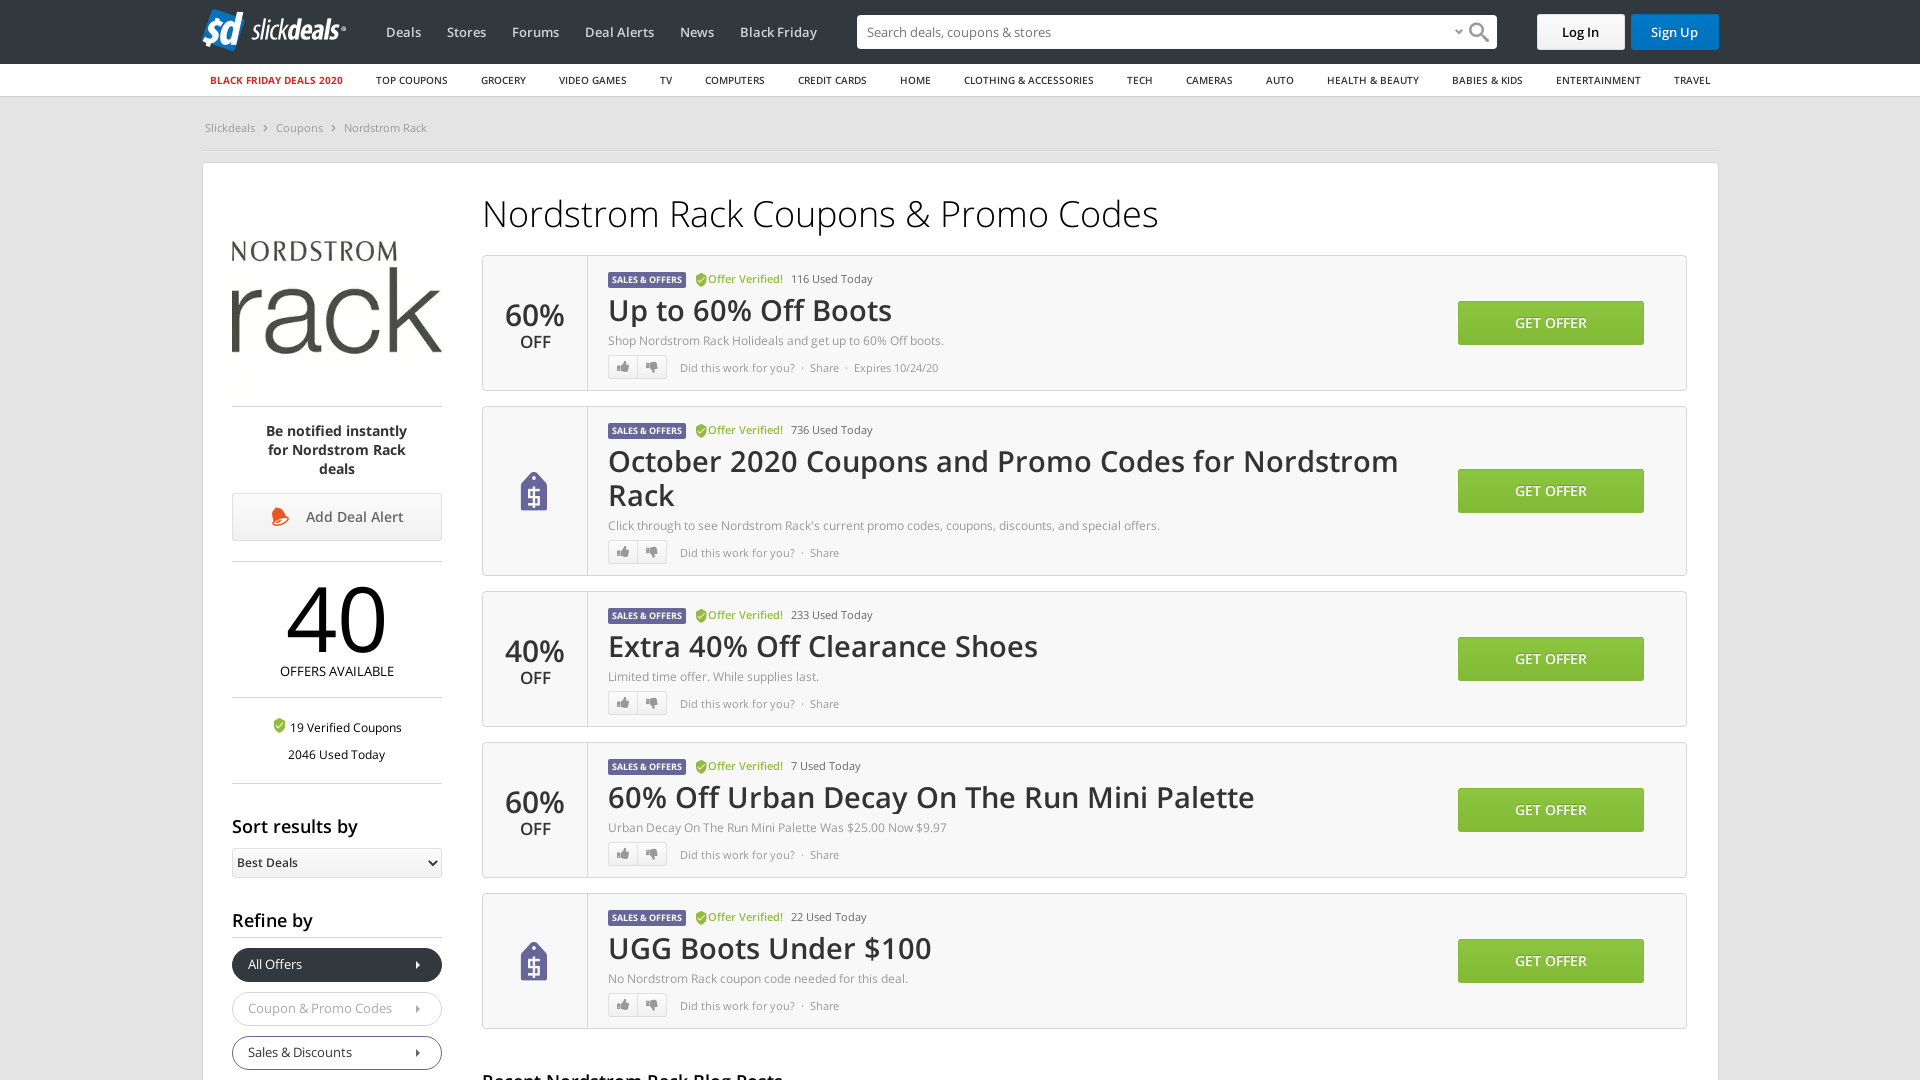 sd slickdeals®
Deals Stores Forums Deal Alerts News Black Friday
Search deals, coupons & stores
Log In Sign Up
BLACK FRIDAY DEALS 2020 TOP COUPONS GROCERY VIDEO GAMES TV COMPUTERS CREDIT CARDS HOME CLOTHING & ACCESSORIES TECH CAMERAS AUTO HEALTH & BEAUTY BABIES & KIDS ENTERTAINMENT TRAVEL
Slickdeals Coupons Nordstrom Rack
NORDSTROM
rack
Be notified instantly
for Nordstrom Rack
deals
Add Deal Alert
40
OFFERS AVAILABLE
19 Verified Coupons
2046 Used Today
Sort results by
Best Deals
Refine by
All Offers
Coupon & Promo Codes
Sales & Discounts
Nordstrom Rack Coupons & Promo Codes
60%
OFF
SALES & OFFERS Offer Verified! 116 Used Today
Up to 60% Off Boots
Shop Nordstrom Rack Holideals and get up to 60% Off boots.
Did this work for you? · Share · Expires 10/24/20
GET OFFER
SALES & OFFERS Offer Verified! 736 Used Today
October 2020 Coupons and Promo Codes for Nordstrom
Rack
Click through to see Nordstrom Rack's current promo codes, coupons, discounts, and special offers.
Did this work for you? · Share
GET OFFER
40%
OFF
SALES & OFFERS Offer Verified! 233 Used Today
Extra 40% Off Clearance Shoes
Limited time offer. While supplies last.
Did this work for you? · Share
GET OFFER
60%
OFF
SALES & OFFERS Offer Verified! 7 Used Today
60% Off Urban Decay On The Run Mini Palette
Urban Decay On The Run Mini Palette Was $25.00 Now $9.97
Did this work for you? · Share
GET OFFER
$
SALES & OFFERS Offer Verified! 22 Used Today
UGG Boots Under $100
No Nordstrom Rack coupon code needed for this deal.
Did this work for you? · Share
GET OFFER
Recent Nordstrom Rack Blog Posts